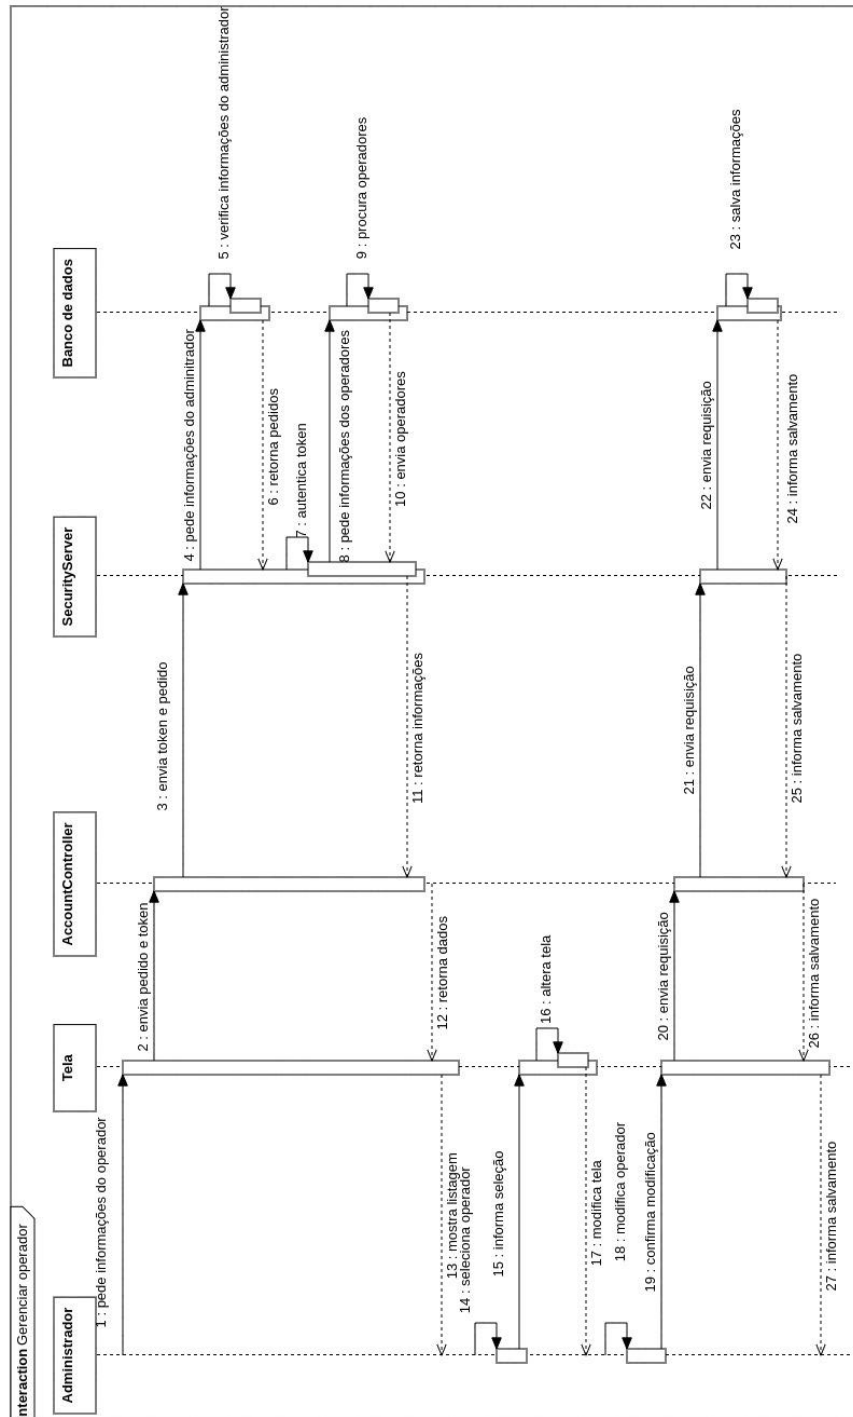 nteraction Gerenciar operador
Administrador
Tela
AccountController
SecurityServer
Banco de dados
1 : pede informações do operador
2 : envia pedido e token
3 : envia token e pedido
4 : pede informações do adminitrador
5 : verifica informações do administrador
6 : retorna pedidos
7 : autentica token
8 : pede informações dos operadores
9 : procura operadores
10 : envia operadores
11 : retorna informações
12 : retorna dados
13 : mostra listagem
14 : seleciona operador
15 : informa seleção
16 : altera tela
17 : modifica tela
18 : modifica operador
19 : confirma modificação
20 : envia requisição
21 : envia requisição
22 : envia requisição
23 : salva informações
24 : informa salvamento
25 : informa salvamento
26 : informa salvamento
27 : informa salvamento